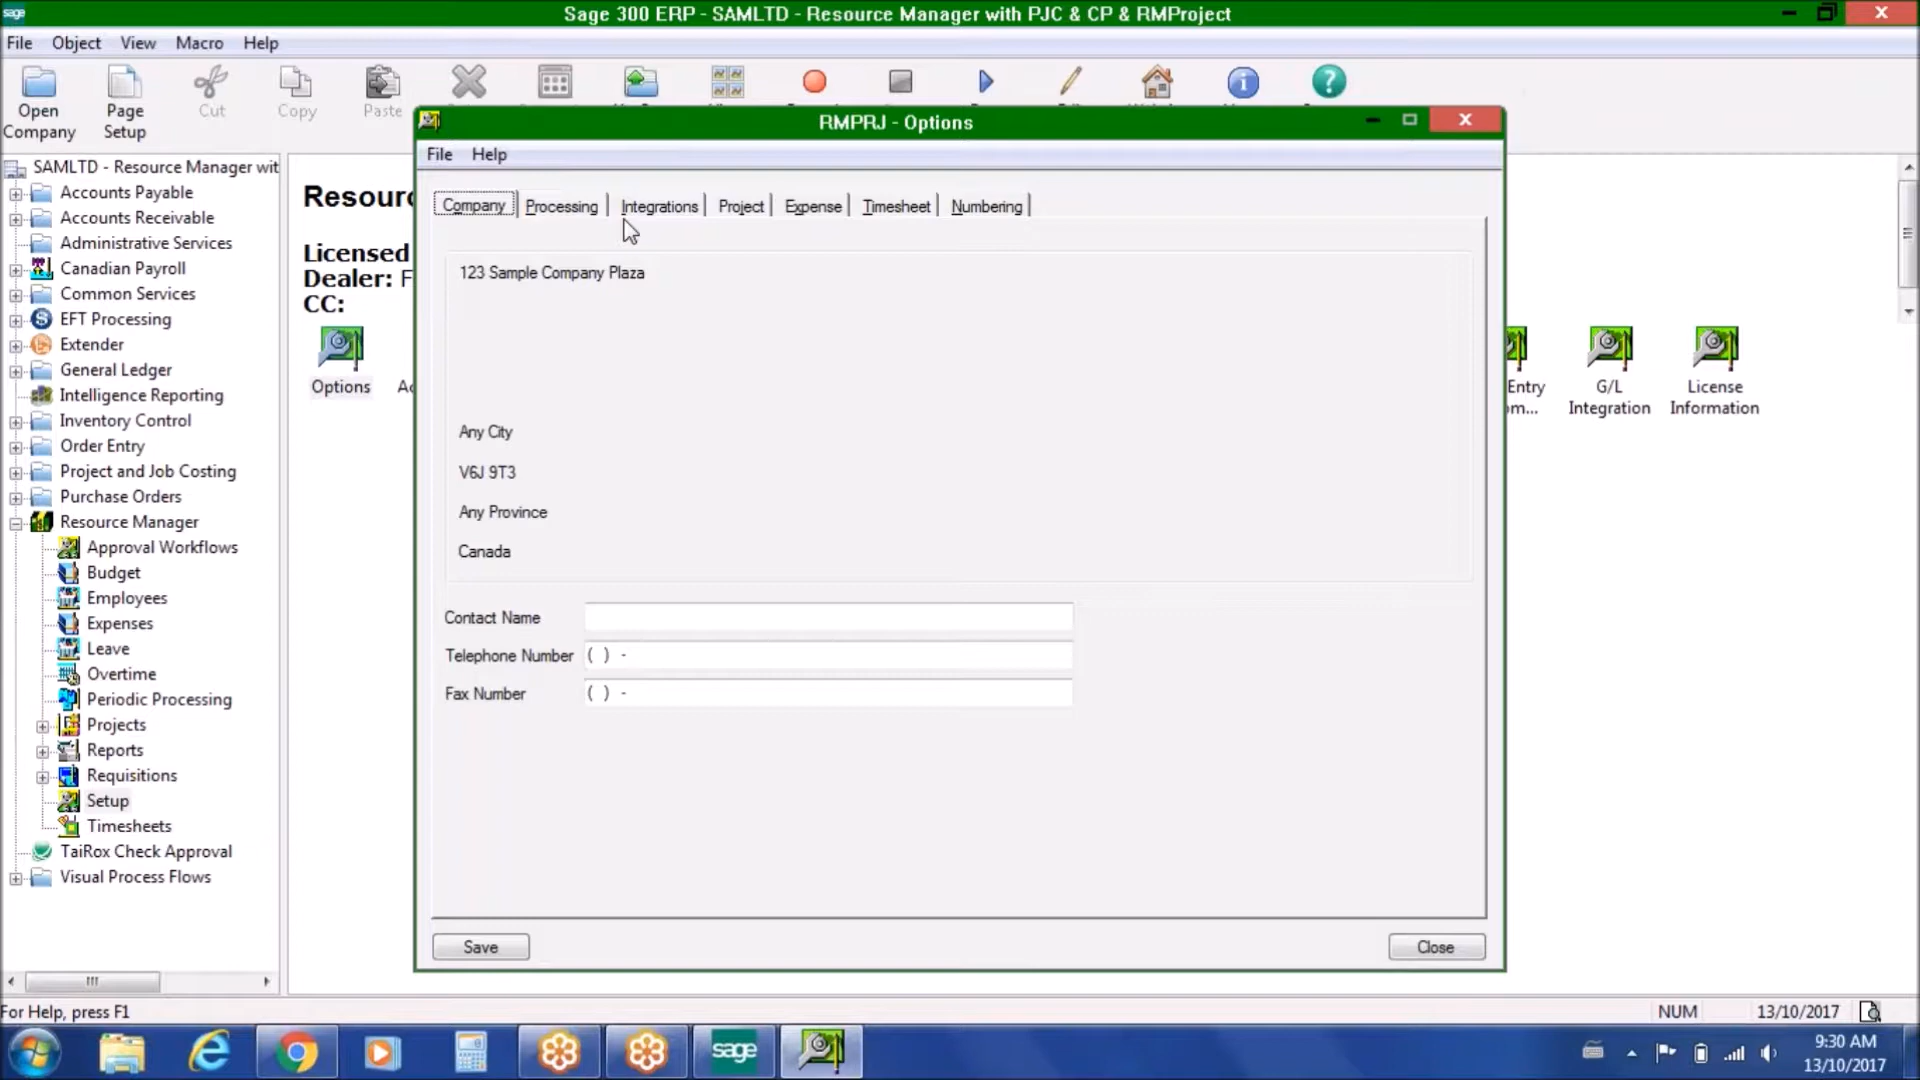 sage
Sage 300 ERP - SAMLTD - Resource Manager with PJC & CP & RMProject
File Object View Macro Help
Open Company
Page Setup
Cut
Copy
Paste
SAMLTD - Resource Manager wit
Accounts Payable
Accounts Receivable
Administrative Services
Canadian Payroll
Common Services
EFT Processing
Extender
General Ledger
Intelligence Reporting
Inventory Control
Order Entry
Project and Job Costing
Purchase Orders
Resource Manager
Approval Workflows
Budget
Employees
Expenses
Leave
Overtime
Periodic Processing
Projects
Reports
Requisitions
Setup
Timesheets
TaiRox Check Approval
Visual Process Flows
Licensed
Dealer: F
CC:
Options
Entry
G/L Integration
License Information
RMPRJ - Options
File Help
Company Processing Integrations Project Expense Timesheet Numbering
123 Sample Company Plaza
Any City
V6J 9T3
Any Province
Canada
Contact Name
Telephone Number ( ) -
Fax Number ( ) -
Save
Close
For Help, press F1
NUM
13/10/2017
sage
9:30 AM
13/10/2017